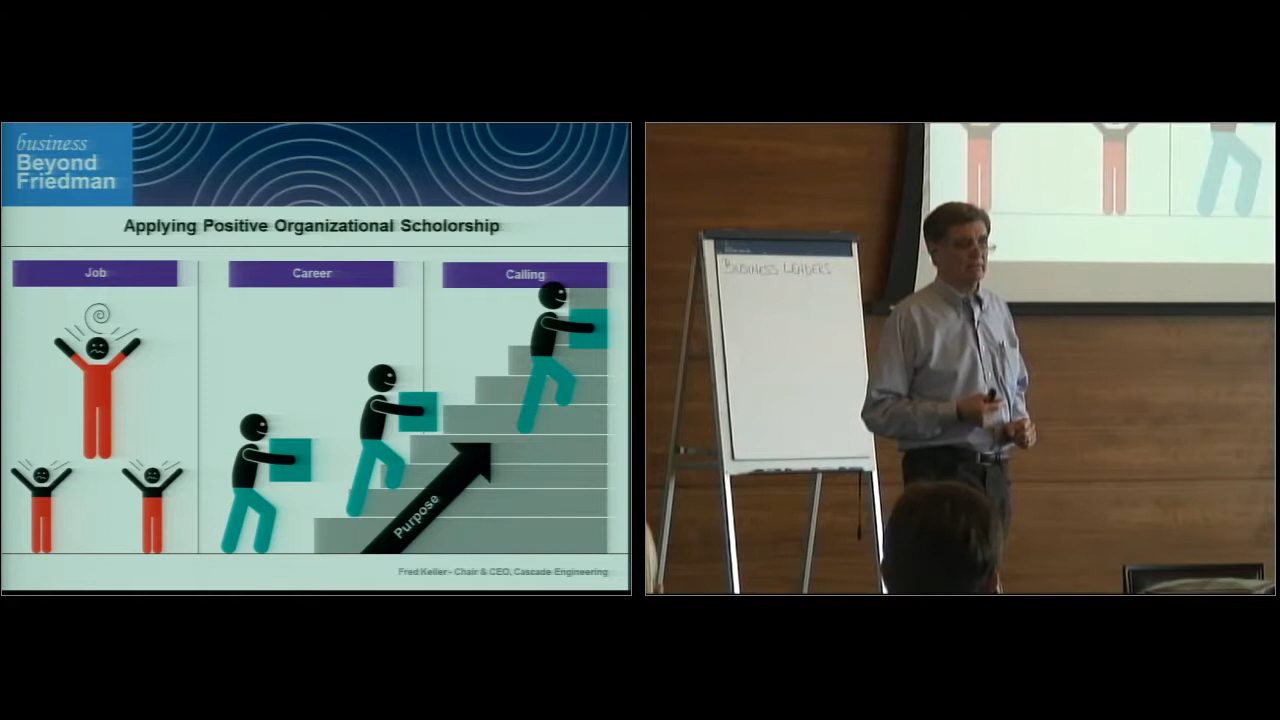 business
Beyond
Friedman
Applying Positive Organizational Scholorship
Job
Career
Calling
Purpose
Fred Keller - Chair & CEO, Cascade Engineering
BUSINESS LEADERS